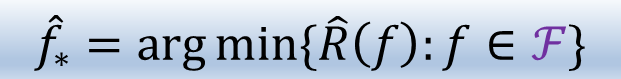 f̂∗ = arg min{R̂(f): f ∈ ℱ}